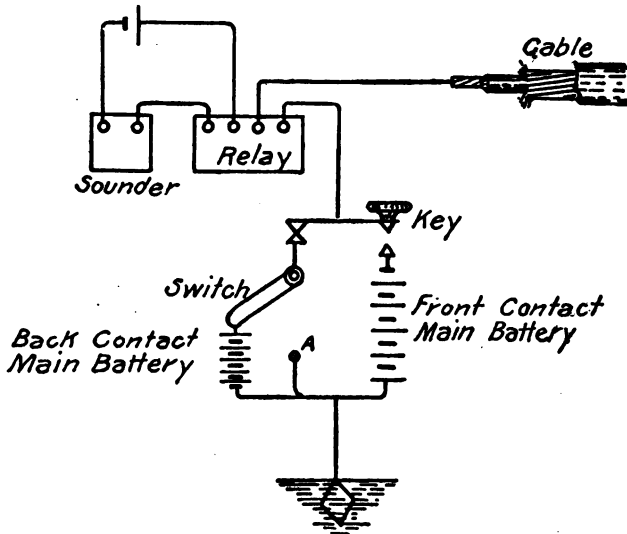 Cable
Relay
Sounder
Key
Switch
Front Contact
Main Battery
Back Contact
Main Battery
A